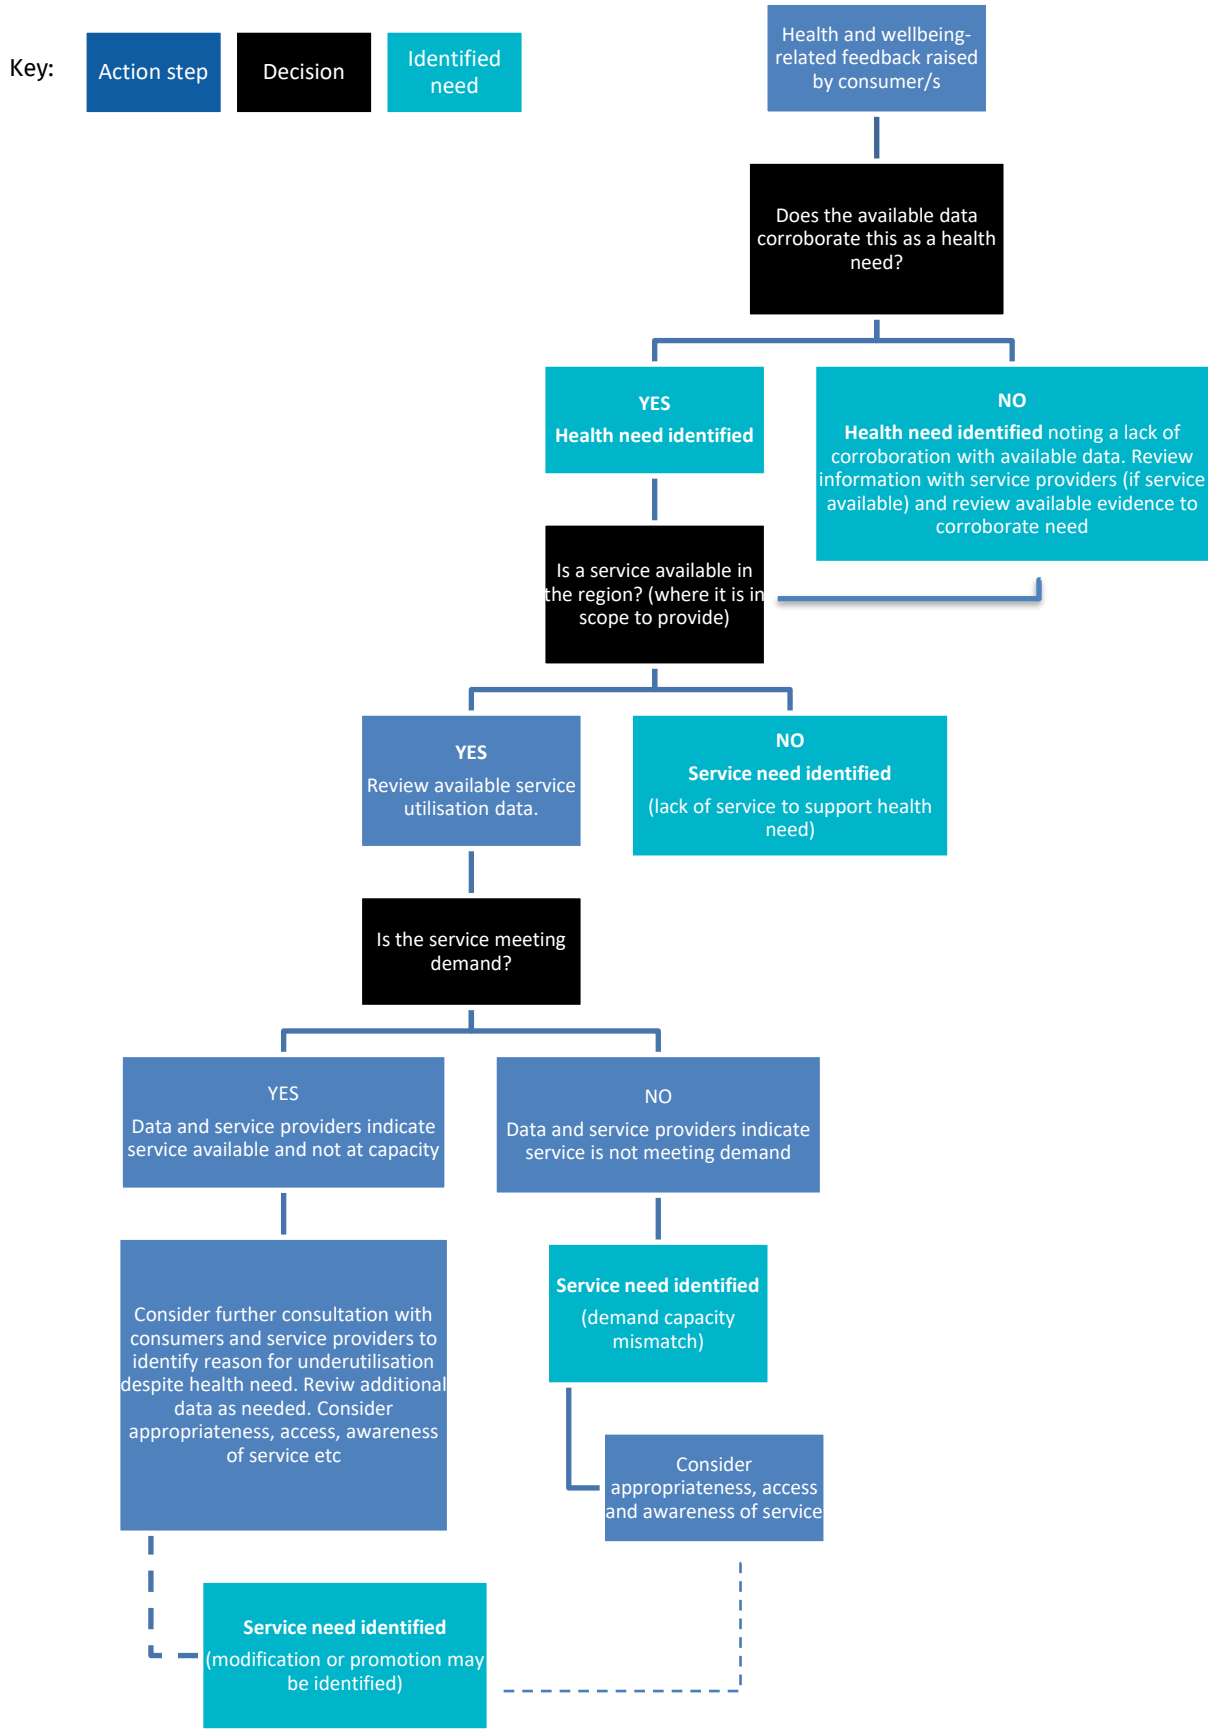 Key:
Action step
Decision
Identified
need
Health and wellbeing-
related feedback raised
by consumer/s
Does the available data
corroborate this as a health
need?
YES
Health need identified
NO
Health need identified noting a lack of
corroboration with available data. Review
information with service providers (if service
available) and review available evidence to
corroborate need
Is a service available in
the region? (where it is in
scope to provide)
YES
Review available service
utilisation data.
NO
Service need identified
(lack of service to support health
need)
Is the service meeting
demand?
YES
Data and service providers indicate
service available and not at capacity
NO
Data and service providers indicate
service is not meeting demand
Consider further consultation with
consumers and service providers to
identify reason for underutilisation
despite health need. Reviw additional
data as needed. Consider
appropriateness, access, awareness
of service etc
Service need identified
(demand capacity
mismatch)
Consider
appropriateness, access
and awareness of service
Service need identified
(modification or promotion may
be identified)